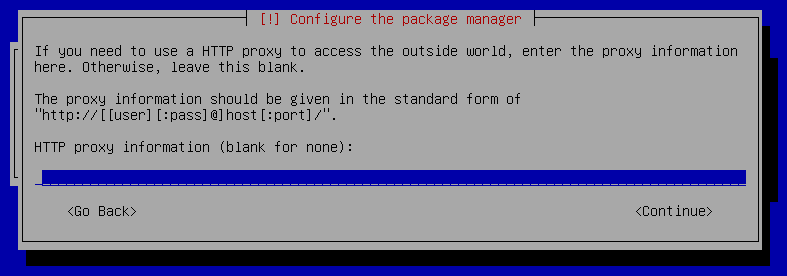 [!] Configure the package manager
If you need to use a HTTP proxy to access the outside world, enter the proxy information
here. Otherwise, leave this blank.
The proxy information should be given in the standard form of
"http://[[user][:pass]@]host[:port]/".
HTTP proxy information (blank for none):
<Go Back> <Continue>